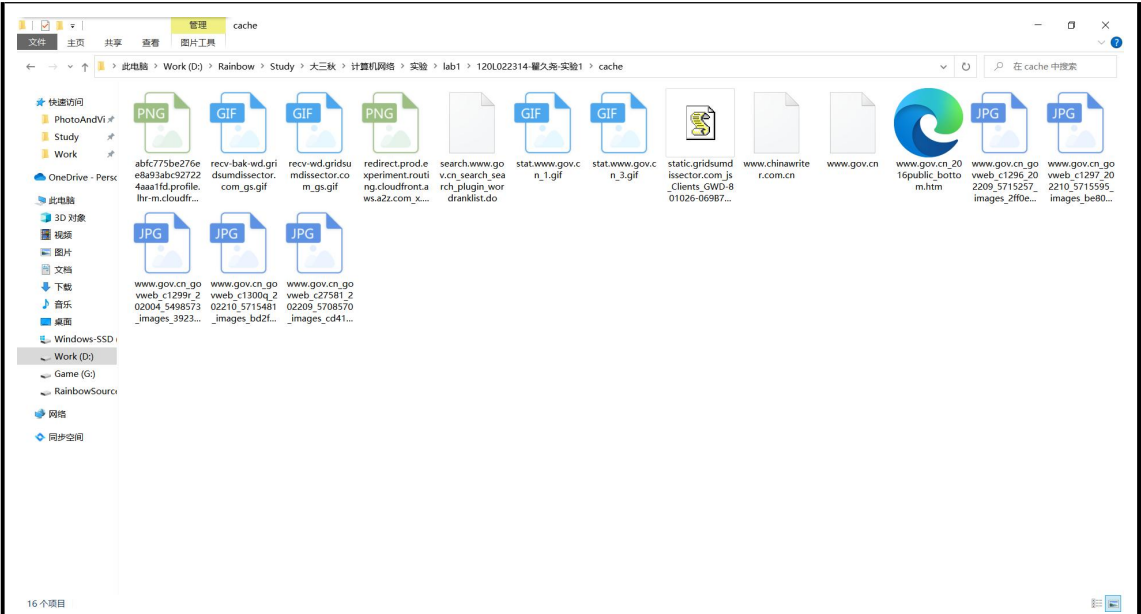 管理 cache
文件 主页 共享 查看 图片工具
此电脑 › Work (D:) › Rainbow › Study › 大三秋 › 计算机网络 › 实验 › lab1 › 120L022314-瞿久尧-实验1 › cache
在 cache 中搜索
快速访问
PhotoAndVi
Study
Work
OneDrive - Perso
此电脑
3D 对象
视频
图片
文档
下载
音乐
桌面
Windows-SSD (
Work (D:)
Game (G:)
RainbowSource
网络
同步空间
PNG
abfc775be276e
e8a93abc92722
4aaa1fd.profile.
lhr-m.cloudfr...
GIF
recv-bak-wd.gri
dsumdissector.
com_gs.gif
GIF
recv-wd.gridsu
mdissector.co
m_gs.gif
PNG
redirect.prod.e
xperiment.routi
ng.cloudfront.a
ws.a2z.com_x....
search.www.go
v.cn_search_sea
rch_plugin_wor
dranklist.do
GIF
stat.www.gov.c
n_1.gif
GIF
stat.www.gov.c
n_3.gif
static.gridsumd
issector.com_js
_Clients_GWD-8
01026-069B7...
www.chinawrite
r.com.cn
www.gov.cn
www.gov.cn_20
16public_botto
m.htm
JPG
www.gov.cn_go
vweb_c1296_20
2209_5715257_
images_2ff0e...
JPG
www.gov.cn_go
vweb_c1297_20
2210_5715595_
images_be80...
JPG
www.gov.cn_go
vweb_c1299r_2
02004_5498573
_images_3923...
JPG
www.gov.cn_go
vweb_c1300q_2
02210_5715481
_images_bd2f...
JPG
www.gov.cn_go
vweb_c27581_2
02209_5708570
_images_cd41...
16 个项目